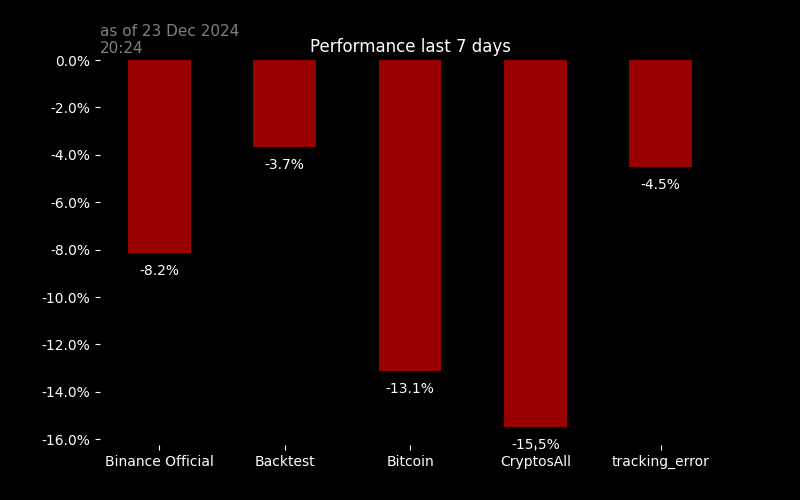 as of 23 Dec 2024
20:24
Performance last 7 days
0.0%
-2.0%
-4.0%
-6.0%
-8.0%
-10.0%
-12.0%
-14.0%
-16.0%
-8.2%
-3.7%
-13.1%
-15.5%
-4.5%
Binance Official
Backtest
Bitcoin
CryptosAll
tracking_error